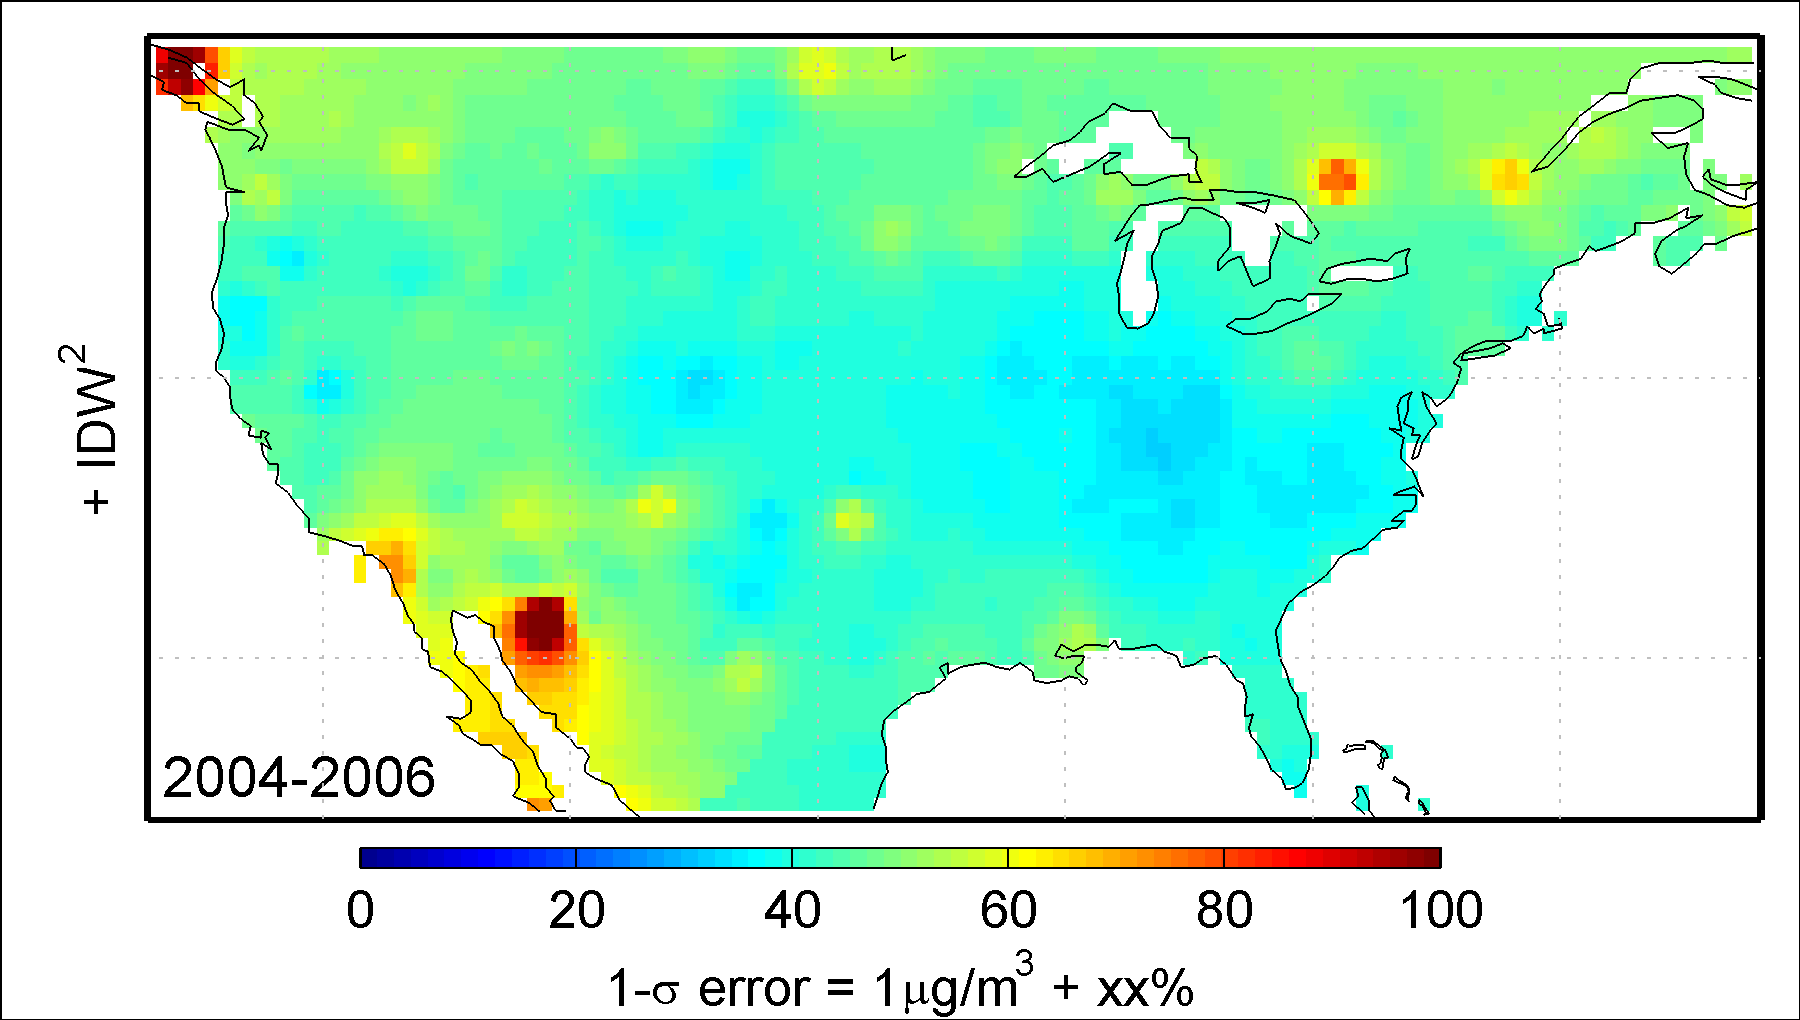 + IDW²
2004-2006
0 20 40 60 80 100
1-σ error = 1μg/m³ + xx%